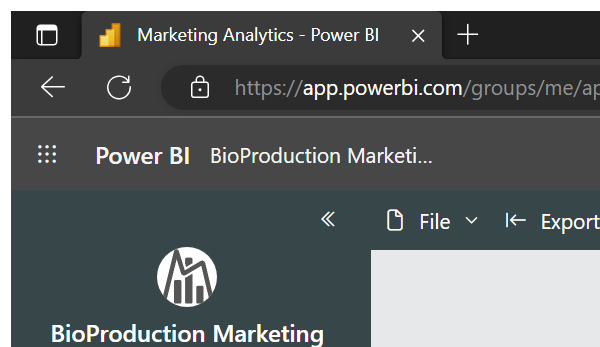 Marketing Analytics - Power BI
https://app.powerbi.com/groups/me/ap
Power BI BioProduction Marketi...
File Export
BioProduction Marketing